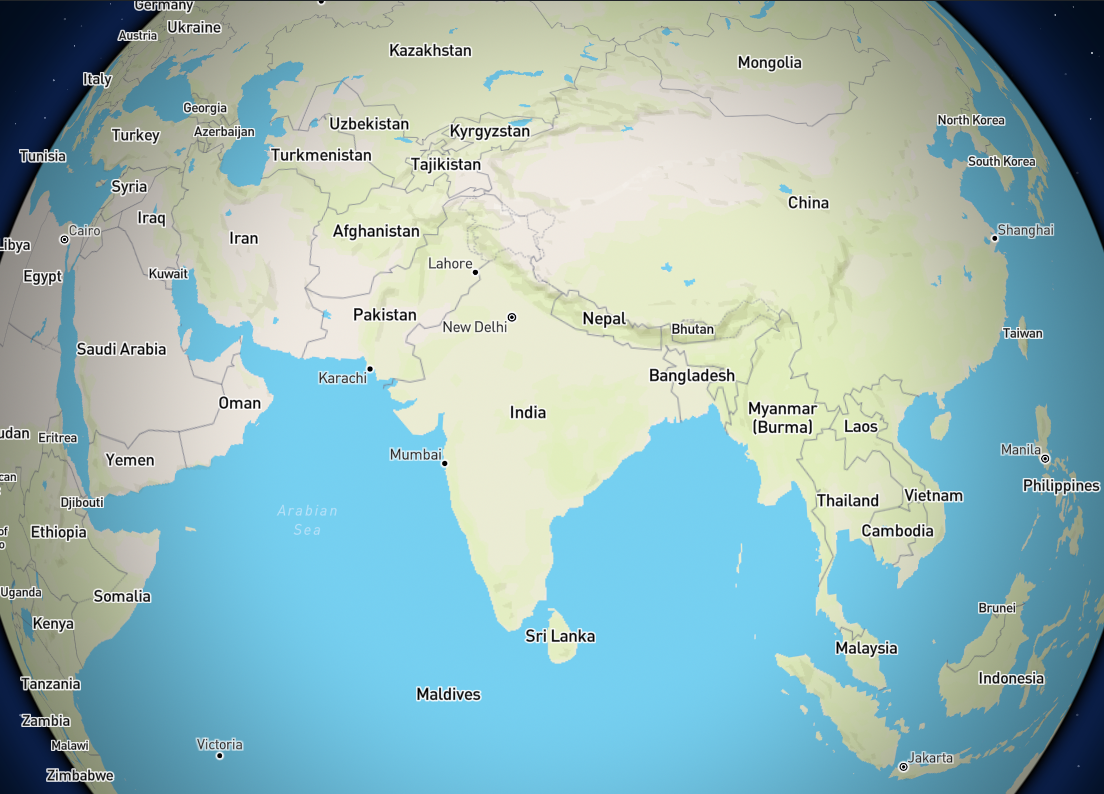 Germany
Ukraine
Austria
Kazakhstan
Mongolia
Italy
Georgia
North Korea
Uzbekistan
Azerbaijan
Kyrgyzstan
Turkey
Tunisia
Turkmenistan
Tajikistan
South Korea
Syria
China
Iraq
Cairo
Afghanistan
Shanghai
Iran
Libya
Lahore
Egypt
Kuwait
Pakistan
Nepal
New Delhi
Bhutan
Taiwan
Saudi Arabia
Karachi
Bangladesh
Oman
India
Myanmar
(Burma)
Laos
udan
Eritrea
Manila
Mumbai
Yemen
can
Philippines
Djibouti
Thailand
Vietnam
Arabian
Sea
of
o
Ethiopia
Cambodia
Uganda
Somalia
Brunei
Kenya
Sri Lanka
Malaysia
Indonesia
Tanzania
Maldives
Zambia
Malawi
Victoria
Jakarta
Zimbabwe